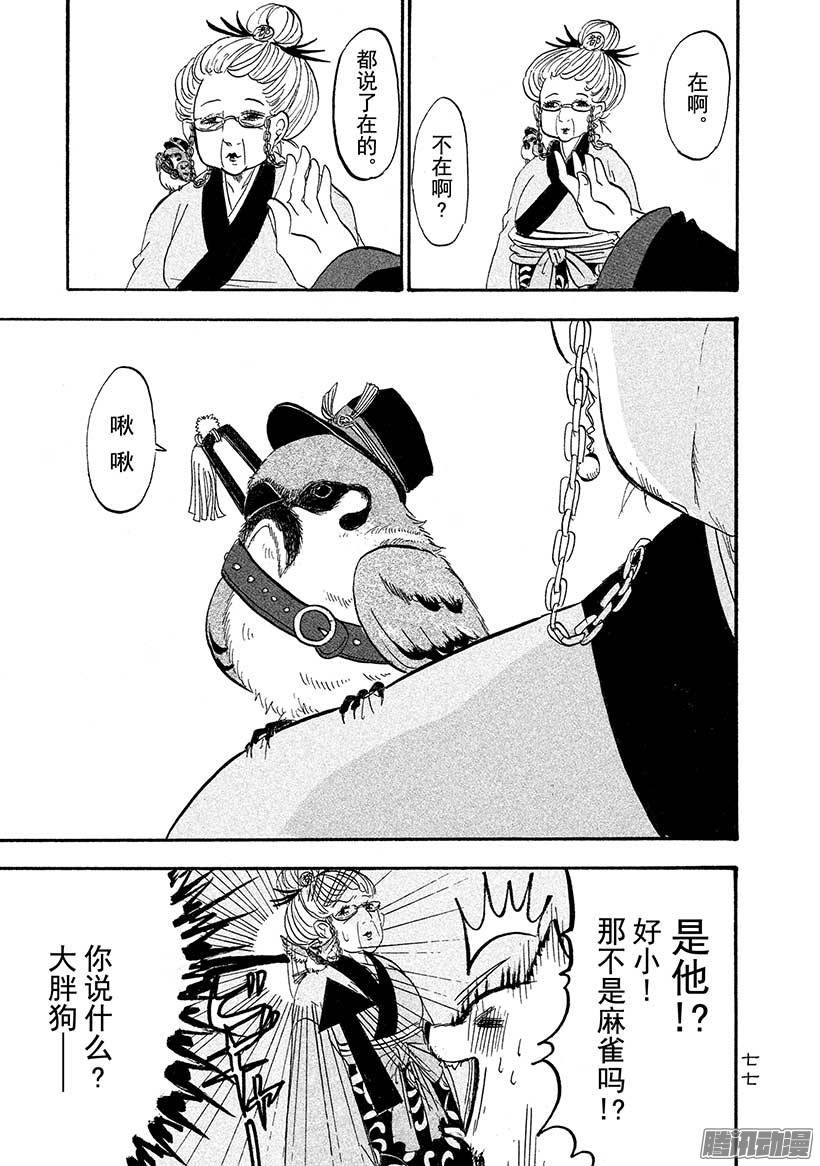 在啊。
不在啊？
都说了在的。
啾
啾
是他！？
好小！
那不是麻雀吗！？
你说什么？
大胖狗——
七七
腾讯动漫